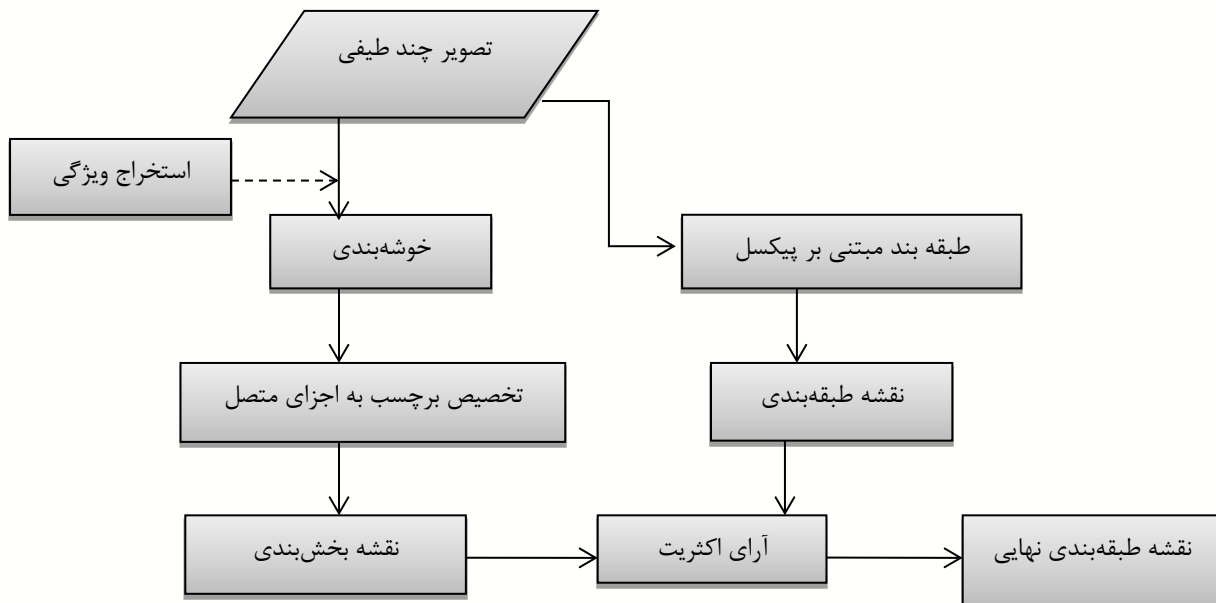 تصویر چند طیفی
استخراج ویژگی
خوشه‌بندی
طبقه بند مبتنی بر پیکسل
تخصیص برچسب به اجزای متصل
نقشه طبقه‌بندی
نقشه بخش‌بندی
آرای اکثریت
نقشه طبقه‌بندی نهایی